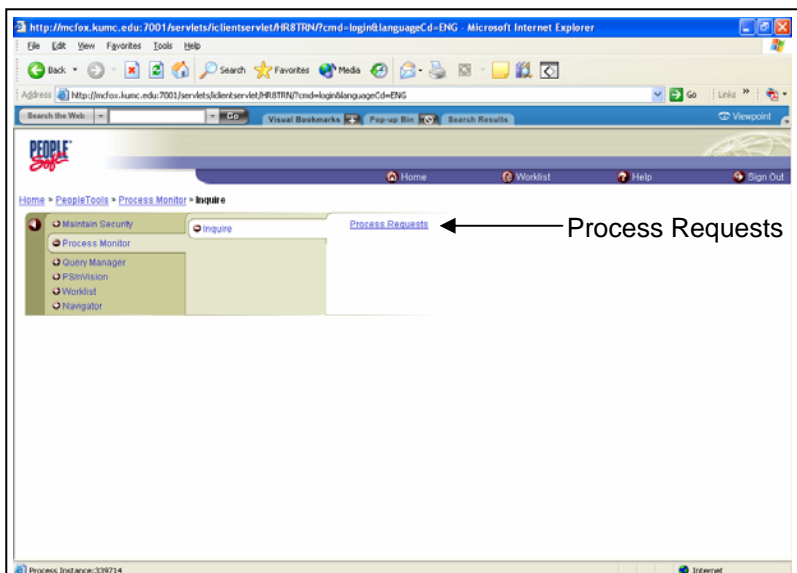 http://mcfox.kumc.edu:7001/servlets/iclientservlet/HR8TRN/?cmd=login&languageCd=ENG - Microsoft Internet Explorer
File Edit View Favorites Tools Help
Back Search Favorites Media
Address http://mcfox.kumc.edu:7001/servlets/iclientservlet/HR8TRN/?cmd=login&languageCd=ENG Go Links »
Search the Web Go Visual Bookmarks Pop-up Bin Search Results Viewpoint
PEOPLE Soft
Home Worklist Help Sign Out
Home > PeopleTools > Process Monitor > Inquire
Maintain Security Inquire Process Requests Process Requests
Process Monitor
Query Manager
PS/nVision
Worklist
Navigator
Process Instance:339714 Internet